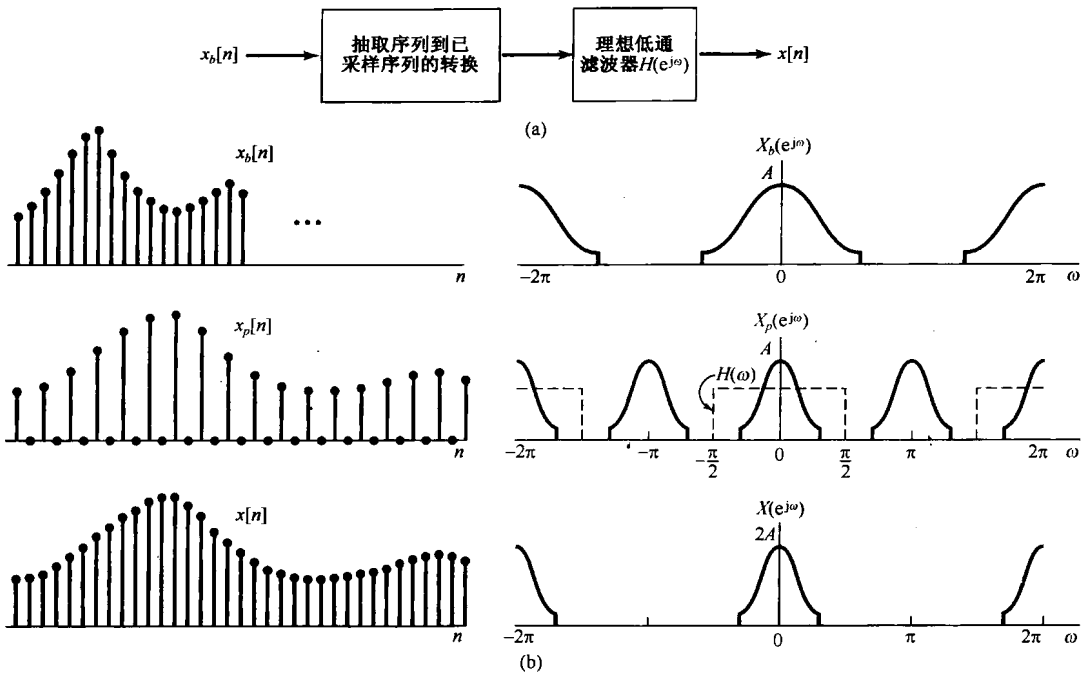 x_b[n]
抽取序列到已
采样序列的转换
理想低通
滤波器H(e^{jω})
x[n]
(a)
x_b[n]
...
n
X_b(e^{jω})
A
−2π 0 2π ω
x_p[n]
n
X_p(e^{jω})
A
H(ω)
−2π −π −π/2 0 π/2 π 2π ω
x[n]
n
X(e^{jω})
2A
−2π 0 π 2π ω
(b)